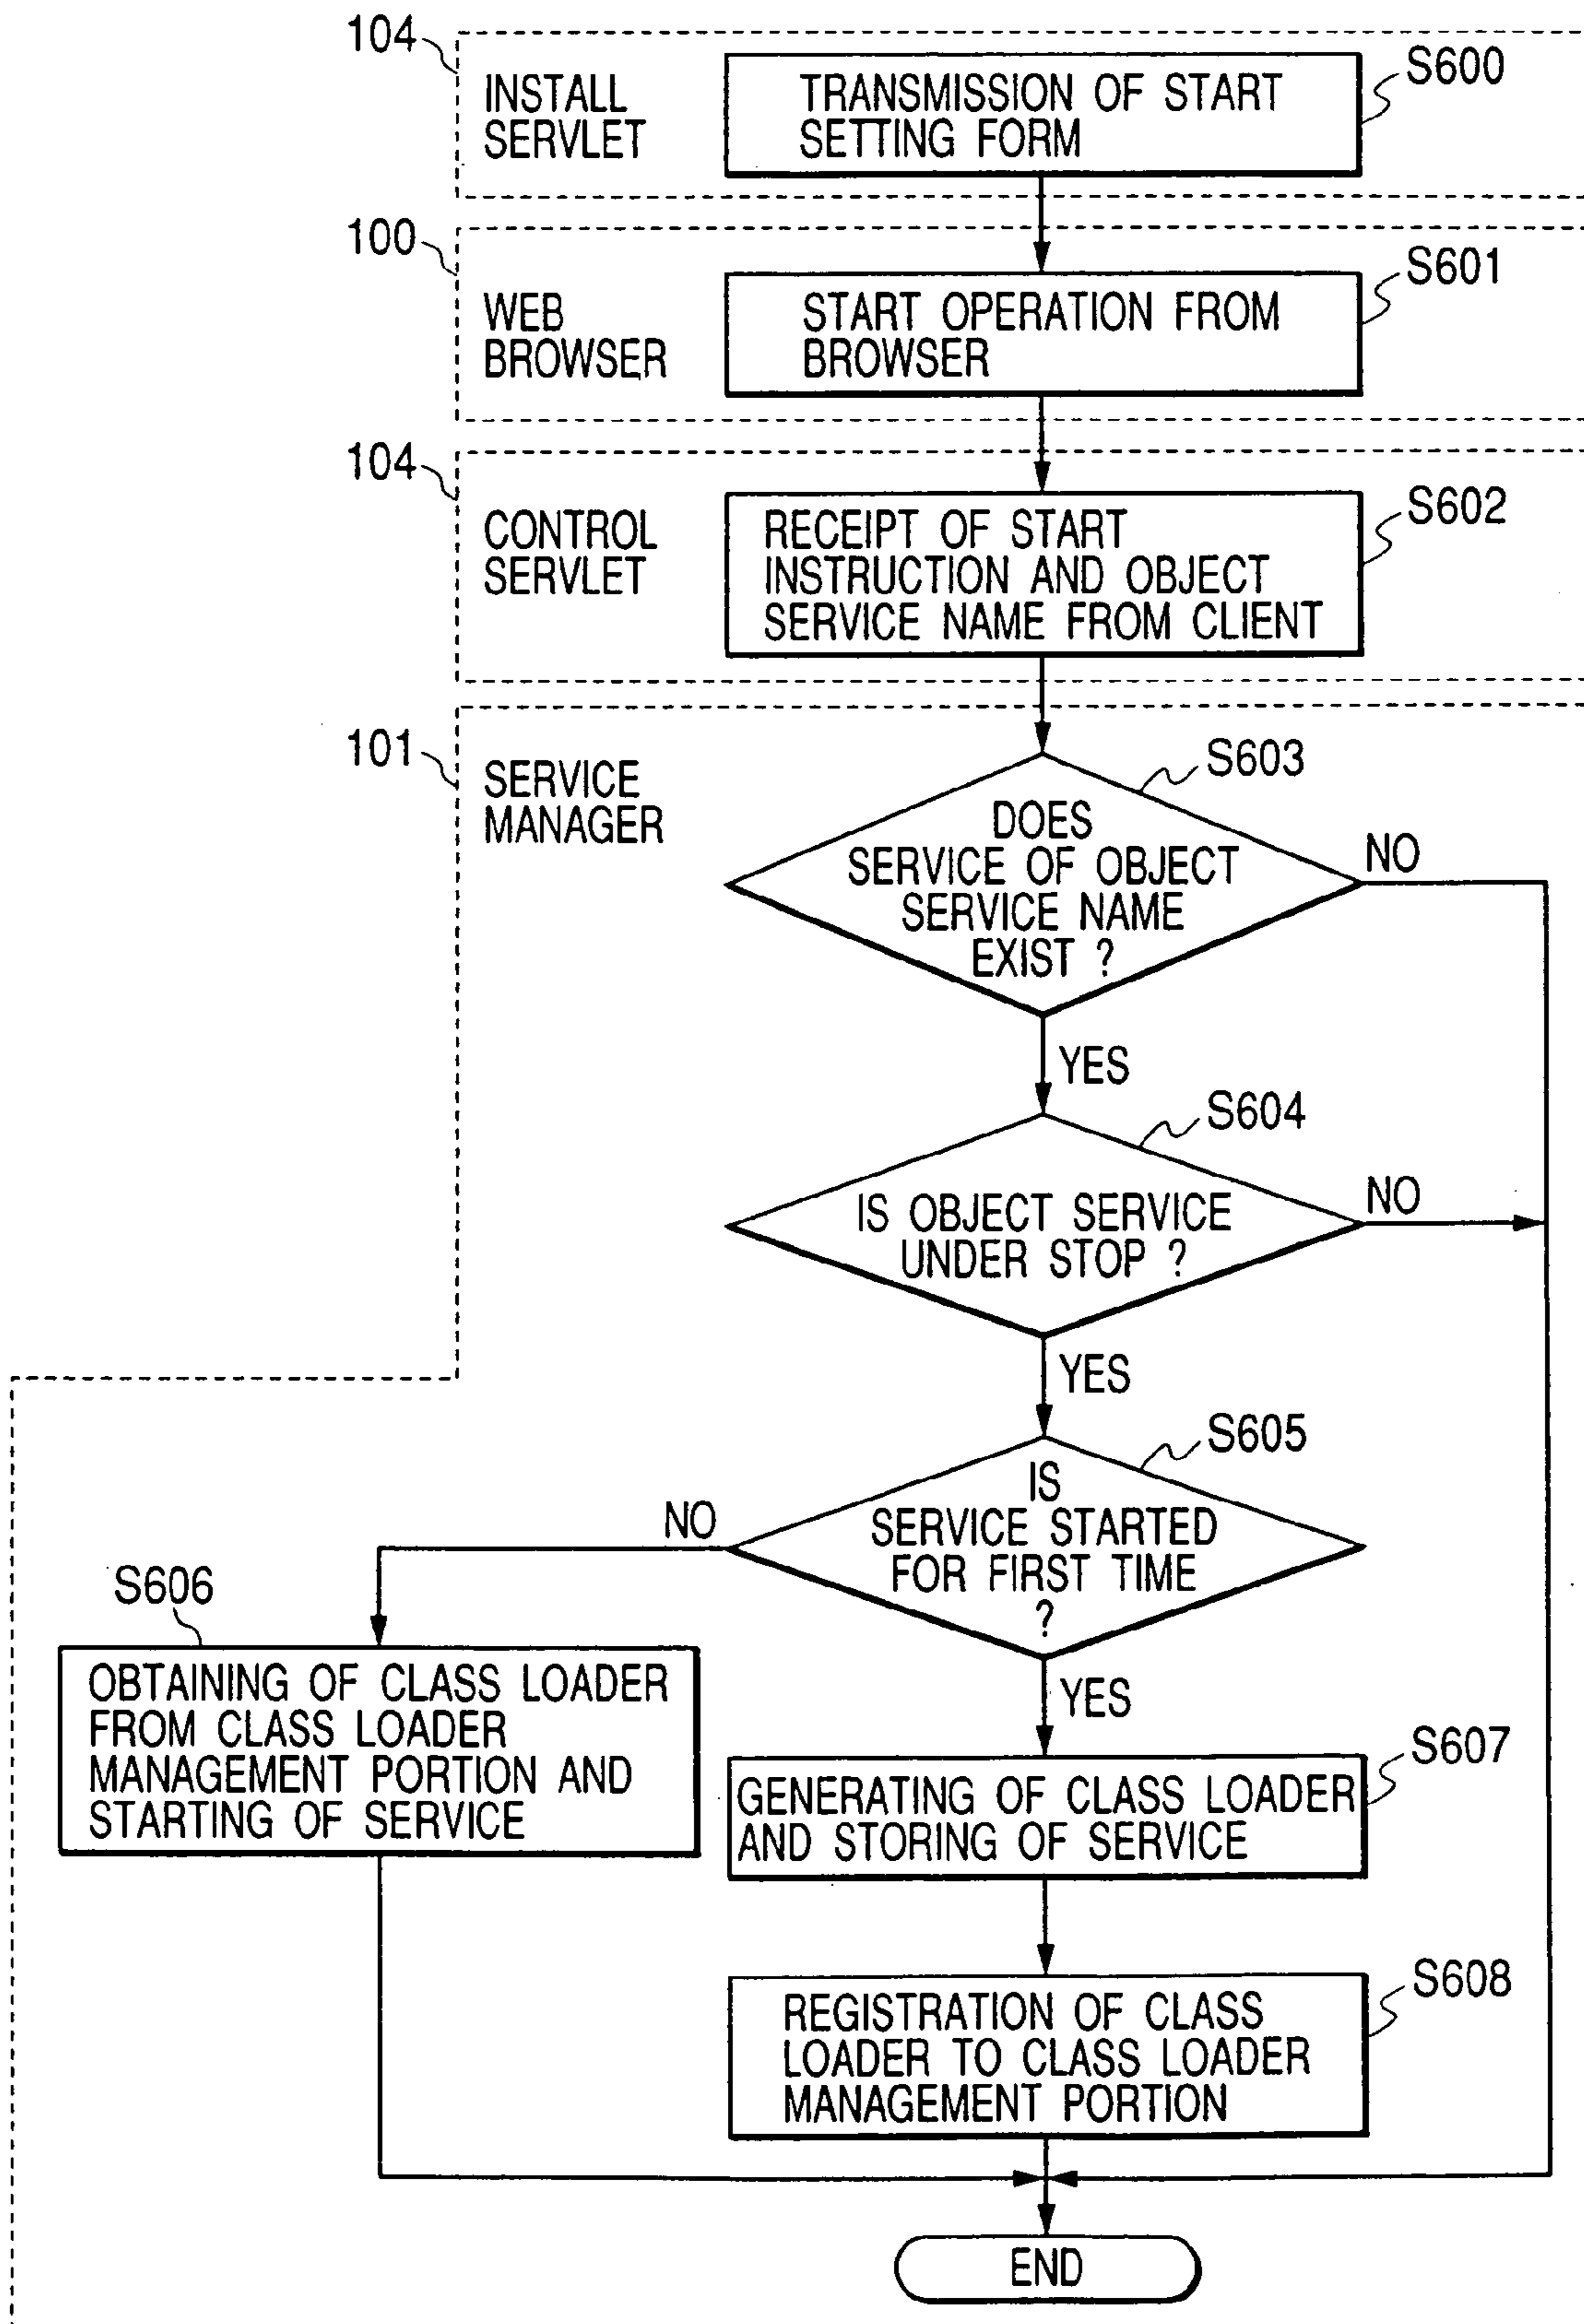 104
INSTALL
SERVLET
TRANSMISSION OF START
SETTING FORM
S600
100
WEB
BROWSER
START OPERATION FROM
BROWSER
S601
104
CONTROL
SERVLET
RECEIPT OF START
INSTRUCTION AND OBJECT
SERVICE NAME FROM CLIENT
S602
101
SERVICE
MANAGER
S603
DOES
SERVICE OF OBJECT
SERVICE NAME
EXIST ?
NO
YES
S604
IS OBJECT SERVICE
UNDER STOP ?
NO
YES
S605
IS
SERVICE STARTED
FOR FIRST TIME
?
NO
YES
S606
OBTAINING OF CLASS LOADER
FROM CLASS LOADER
MANAGEMENT PORTION AND
STARTING OF SERVICE
S607
GENERATING OF CLASS LOADER
AND STORING OF SERVICE
S608
REGISTRATION OF CLASS
LOADER TO CLASS LOADER
MANAGEMENT PORTION
END